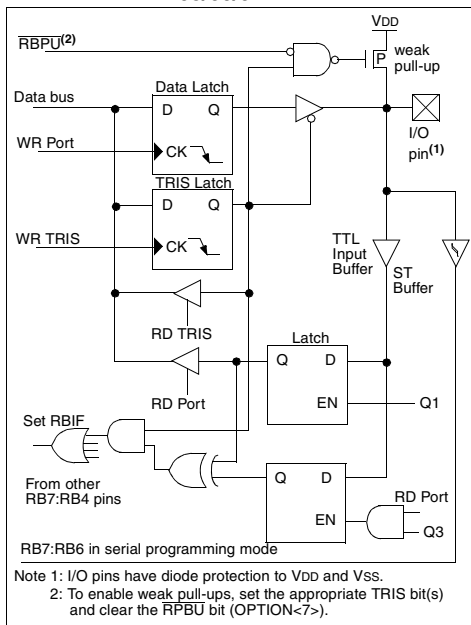 VDD
RBPU(2)
P
weak
pull-up
Data bus
Data Latch
D Q
WR Port
CK
I/O
pin(1)
TRIS Latch
D Q
WR TRIS
CK
TTL
Input
Buffer
ST
Buffer
RD TRIS
Latch
Q D
RD Port
EN
Q1
Set RBIF
From other
RB7:RB4 pins
Q D
RD Port
EN
Q3
RB7:RB6 in serial programming mode
Note 1: I/O pins have diode protection to VDD and VSS.
2: To enable weak pull-ups, set the appropriate TRIS bit(s)
and clear the RPBU bit (OPTION<7>).